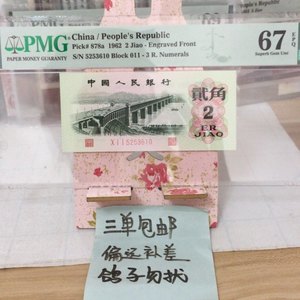 PMG
PAPER MONEY GUARANTY
China / People's Republic
Pick# 878a 1962 2 Jiao - Engraved Front
S/N 5253610 Block 011 - 3 R. Numerals
67 EPQ
Superb Gem Unc
中国人民银行
贰角
2
ER
JIAO
XII5253610
三单包邮
偏远补差
鸽子勿扰